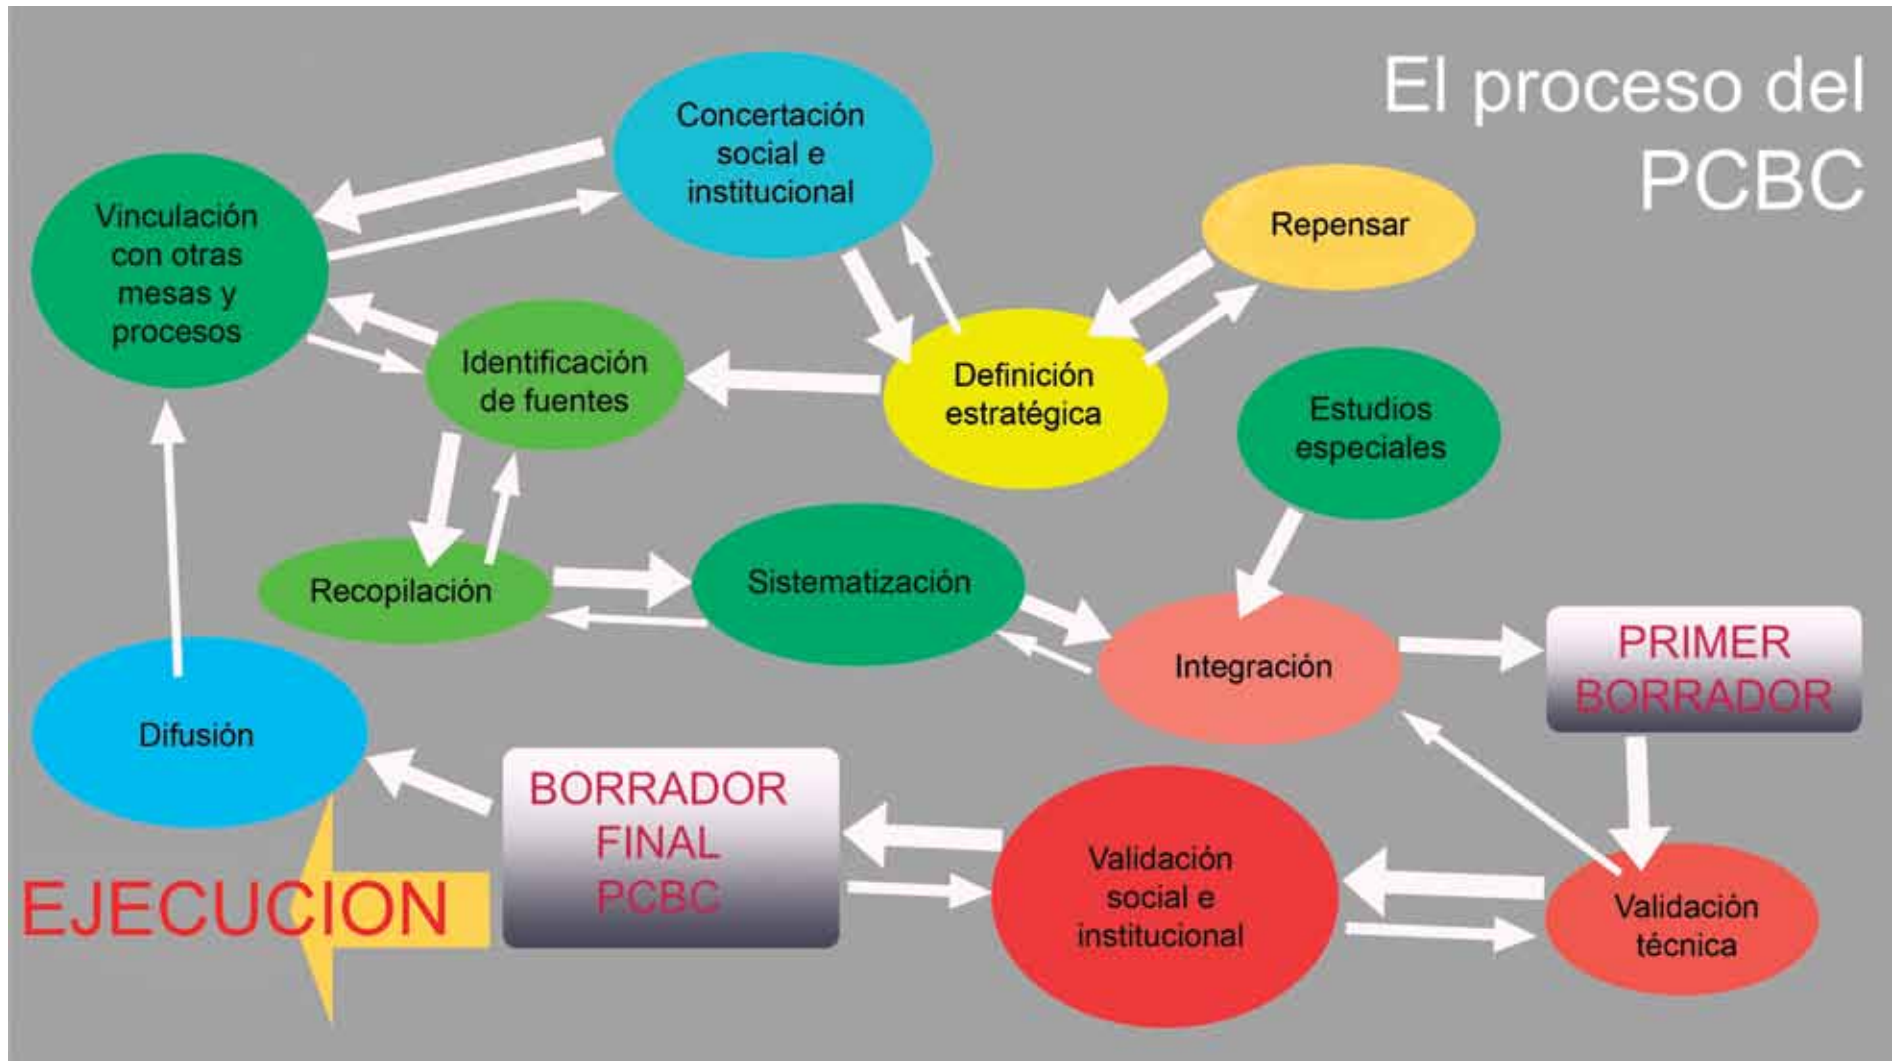 El proceso del
PCBC
Concertación
social e
institucional
Repensar
Vinculación
con otras
mesas y
procesos
Identificación
de fuentes
Definición
estratégica
Estudios
especiales
Recopilación
Sistematización
Integración
PRIMER
BORRADOR
Difusión
BORRADOR
FINAL
PCBC
Validación
social e
institucional
Validación
técnica
EJECUCION